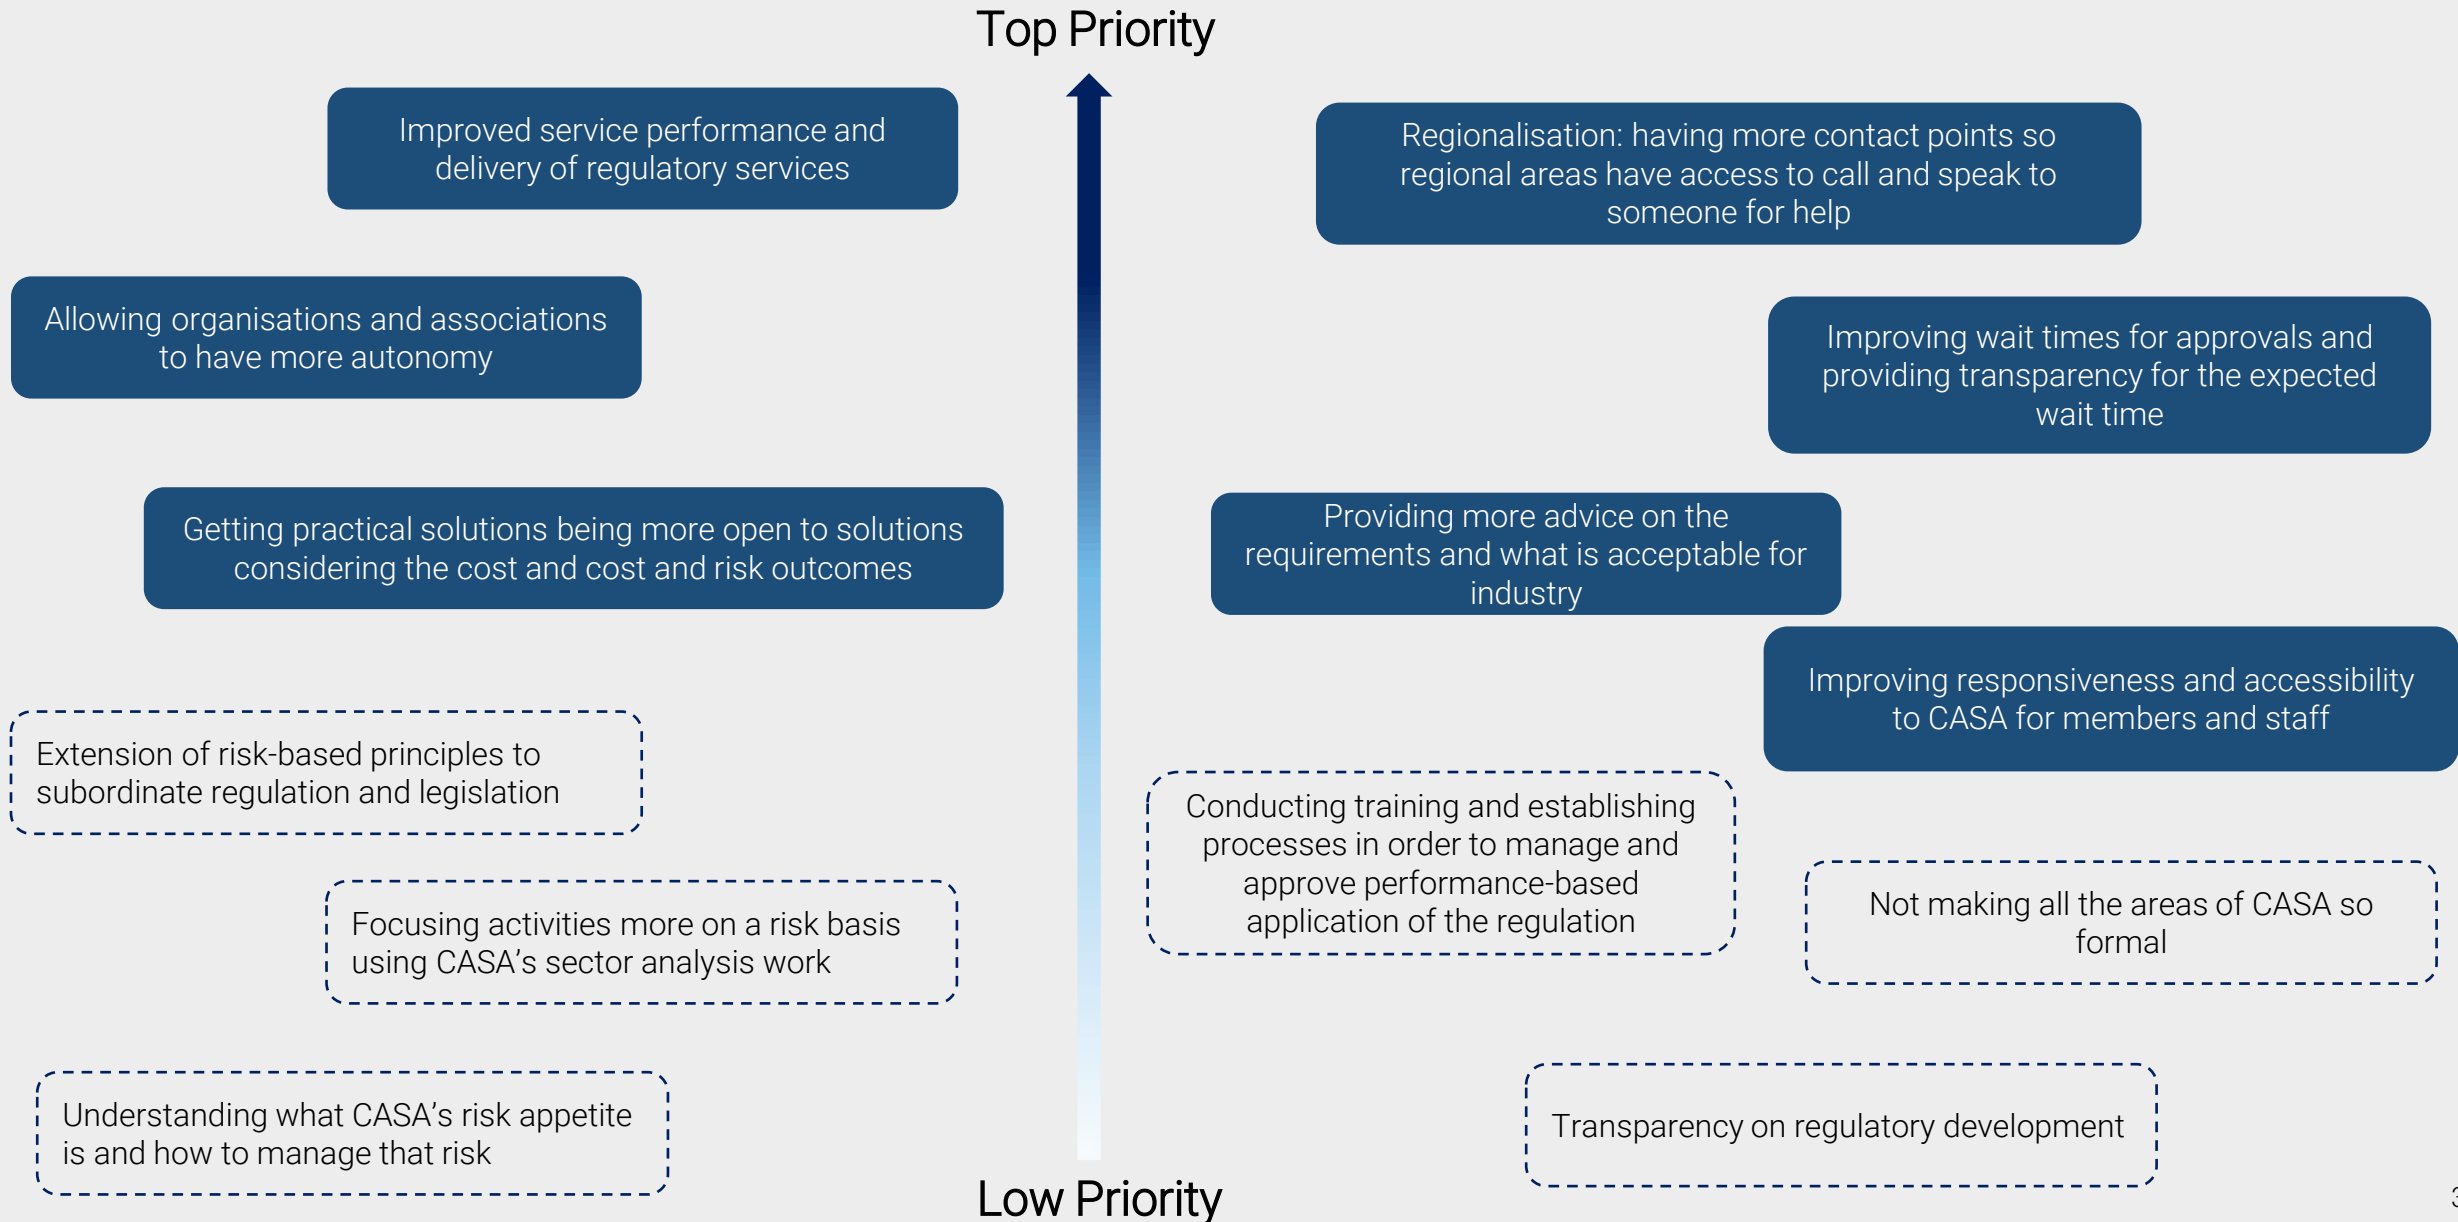 Top Priority
Improved service performance and
delivery of regulatory services
Regionalisation: having more contact points so
regional areas have access to call and speak to
someone for help
Allowing organisations and associations
to have more autonomy
Improving wait times for approvals and
providing transparency for the expected
wait time
Getting practical solutions being more open to solutions
considering the cost and cost and risk outcomes
Providing more advice on the
requirements and what is acceptable for
industry
Improving responsiveness and accessibility
to CASA for members and staff
Extension of risk-based principles to
subordinate regulation and legislation
Conducting training and establishing
processes in order to manage and
approve performance-based
application of the regulation
Focusing activities more on a risk basis
using CASA’s sector analysis work
Not making all the areas of CASA so
formal
Understanding what CASA’s risk appetite
is and how to manage that risk
Transparency on regulatory development
Low Priority